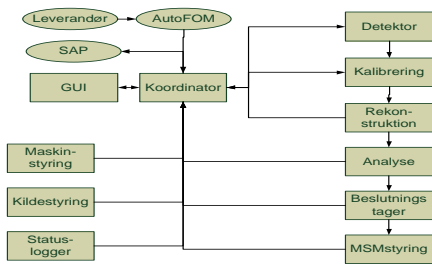 Leverandør
AutoFOM
Detektor
SAP
Kalibrering
GUI
Koordinator
Rekon-
struktion
Maskin-
styring
Analyse
Kildestyring
Beslutnings
tager
Status-
logger
MSMstyring